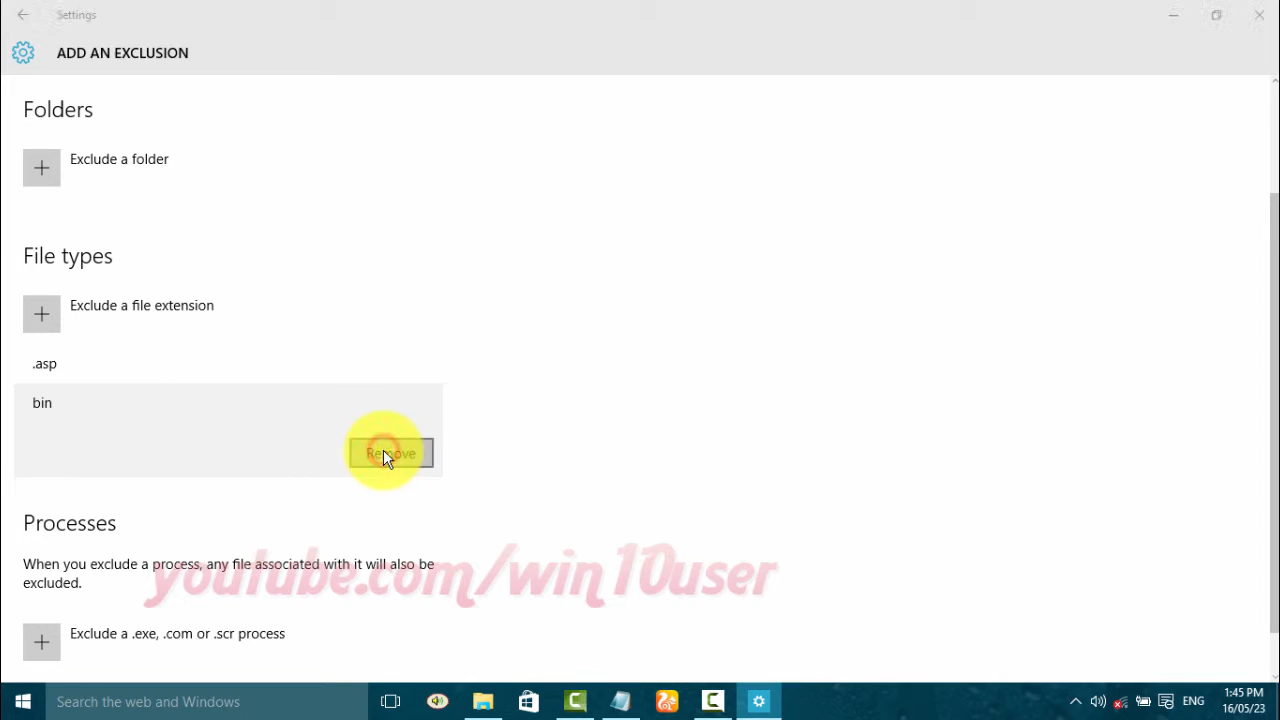 Settings
ADD AN EXCLUSION
Folders
Exclude a folder
File types
Exclude a file extension
.asp
bin
Remove
Processes
When you exclude a process, any file associated with it will also be
excluded.
youtube.com/win10user
Exclude a .exe, .com or .scr process
Search the web and Windows
ENG
1:45 PM
16/05/23